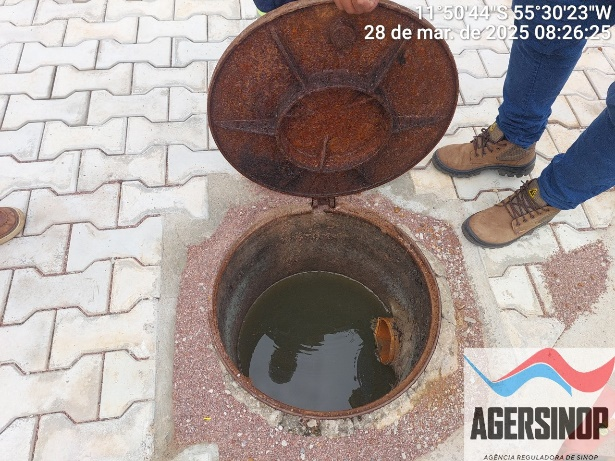 11°50'44"S 55°30'23"W
28 de mar. de 2025 08:26:25
AGERSINOP
AGÊNCIA REGULADORA DE SINOP